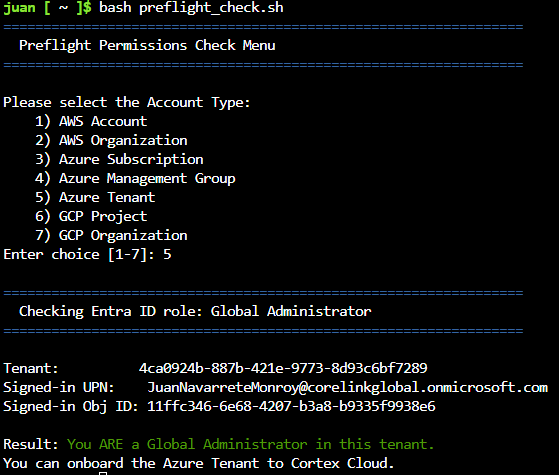 juan [ ~ ]$ bash preflight_check.sh
================================================================
  Preflight Permissions Check Menu
================================================================

Please select the Account Type:
    1) AWS Account
    2) AWS Organization
    3) Azure Subscription
    4) Azure Management Group
    5) Azure Tenant
    6) GCP Project
    7) GCP Organization
Enter choice [1-7]: 5

================================================================
  Checking Entra ID role: Global Administrator
================================================================

Tenant:          4ca0924b-887b-421e-9773-8d93c6bf7289
Signed-in UPN:    JuanNavarreteMonroy@corelinkglobal.onmicrosoft.com
Signed-in Obj ID: 11ffc346-6e68-4207-b3a8-b9335f9938e6

Result: You ARE a Global Administrator in this tenant.
You can onboard the Azure Tenant to Cortex Cloud.